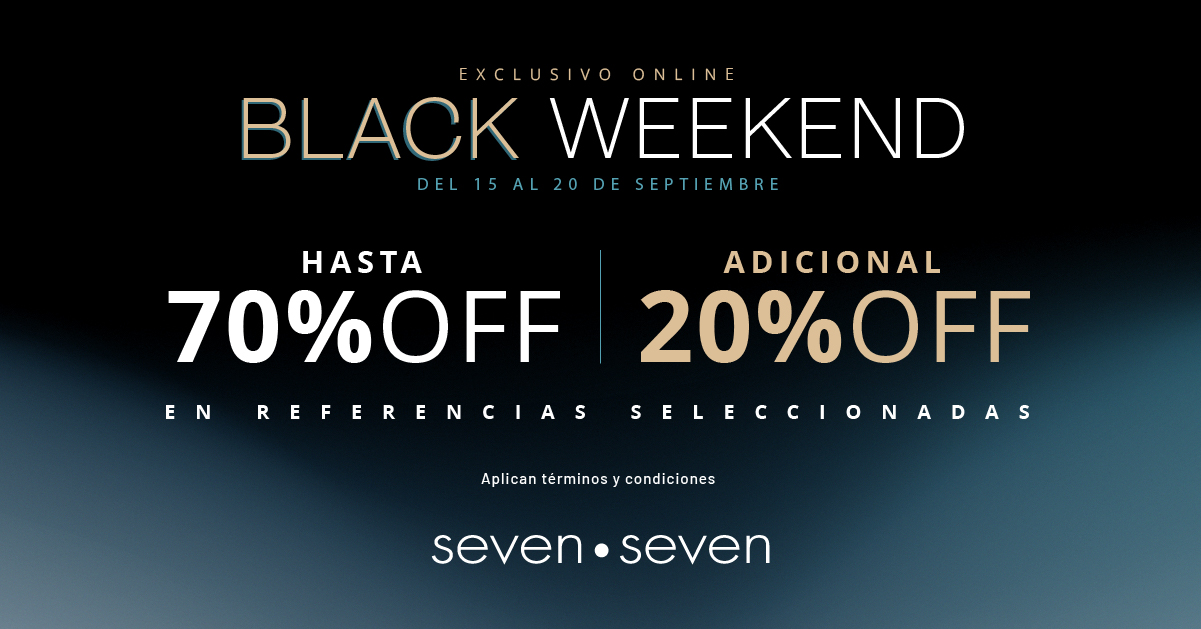 EXCLUSIVO ONLINE
BLACK WEEKEND
DEL 15 AL 20 DE SEPTIEMBRE
HASTA
70%OFF
ADICIONAL
20%OFF
EN REFERENCIAS SELECCIONADAS
Aplican términos y condiciones
seven•seven